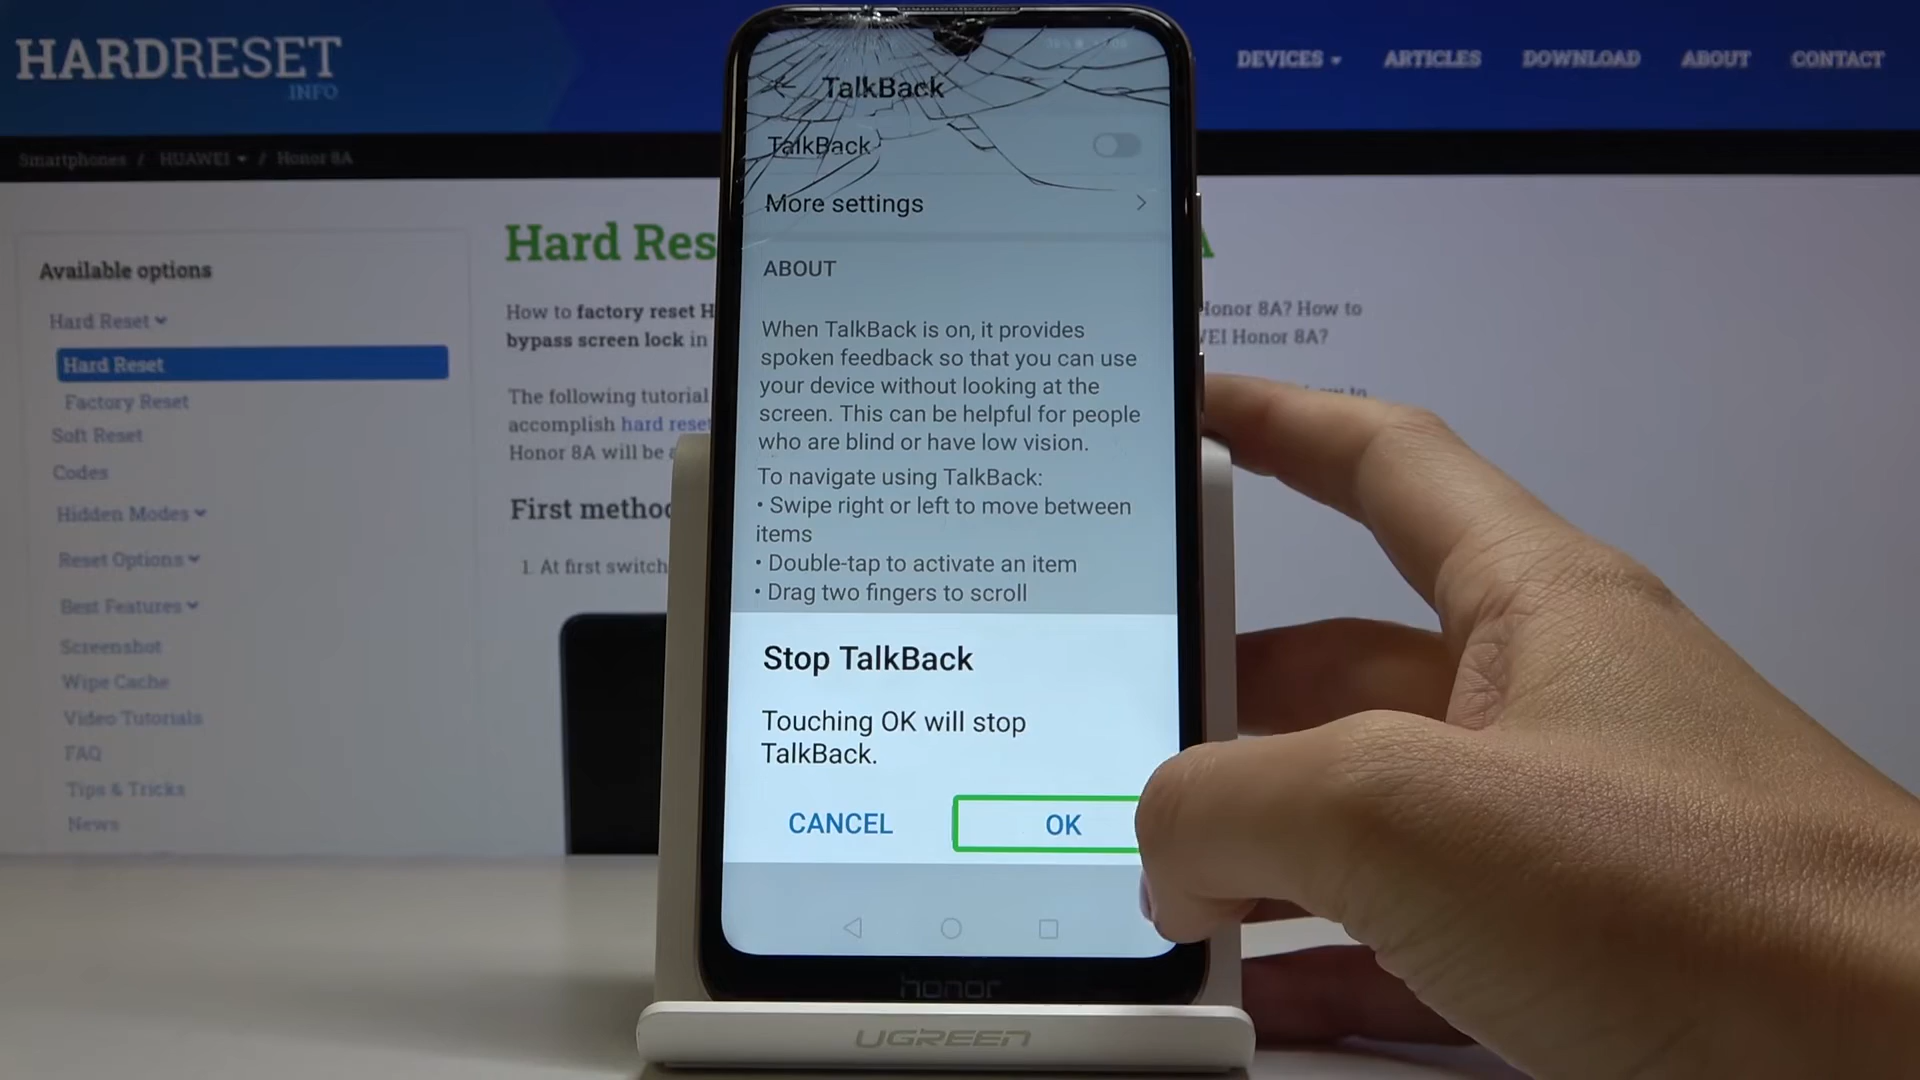 HARDRESET
.INFO
DEVICES
ARTICLES
DOWNLOAD
ABOUT
CONTACT
Smartphones / HUAWEI / Honor 8A
Available options
Hard Reset
Hard Reset
Factory Reset
Soft Reset
Codes
Hidden Modes
Reset Options
Best Features
Screenshot
Wipe Cache
Video Tutorials
FAQ
Tips & Tricks
News
Hard Res
A
How to factory reset H
Honor 8A? How to
bypass screen lock in
EI Honor 8A?
The following tutorial
accomplish hard reset
Honor 8A will be
First method
1. At first switch
TalkBack
TalkBack
More settings
ABOUT
When TalkBack is on, it provides
spoken feedback so that you can use
your device without looking at the
screen. This can be helpful for people
who are blind or have low vision.
To navigate using TalkBack:
• Swipe right or left to move between
items
• Double-tap to activate an item
• Drag two fingers to scroll
Stop TalkBack
Touching OK will stop
TalkBack.
CANCEL
OK
honor
UGREEN